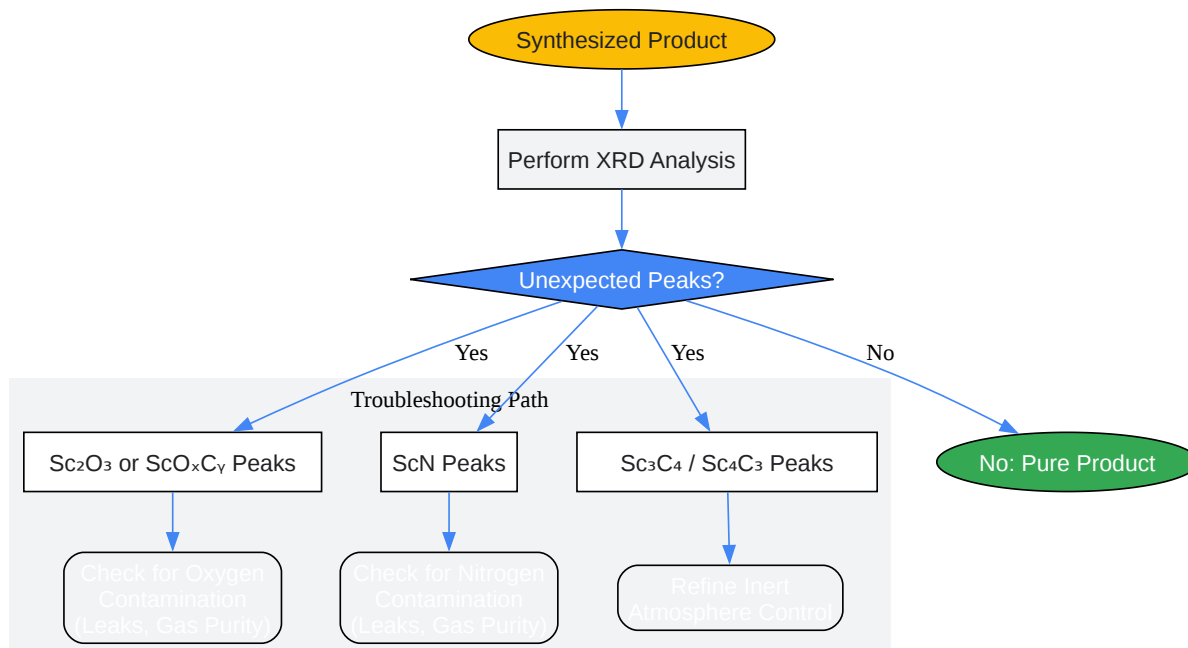 Synthesized Product
Perform XRD Analysis
Unexpected Peaks?
Yes
Yes
Yes
No
Troubleshooting Path
Sc₂O₃ or ScOₓCᵧ Peaks
ScN Peaks
Sc₃C₄ / Sc₄C₃ Peaks
No: Pure Product
Check for Oxygen
Contamination
(Leaks, Gas Purity)
Check for Nitrogen
Contamination
(Leaks, Gas Purity)
Refine Inert
Atmosphere Control